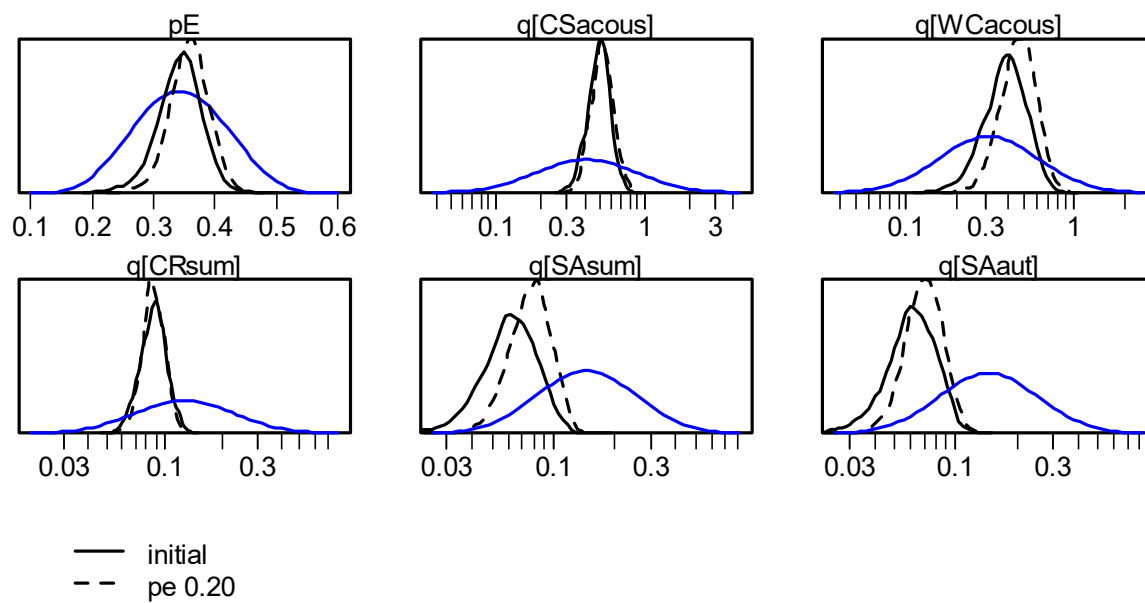 pE q[CSacous] q[WCacous]
0.1 0.2 0.3 0.4 0.5 0.6 0.1 0.3 1 3 0.1 0.3 1
q[CRsum] q[SAsum] q[SAaut]
0.03 0.1 0.3 0.03 0.1 0.3 0.03 0.1 0.3
initial
pe 0.20